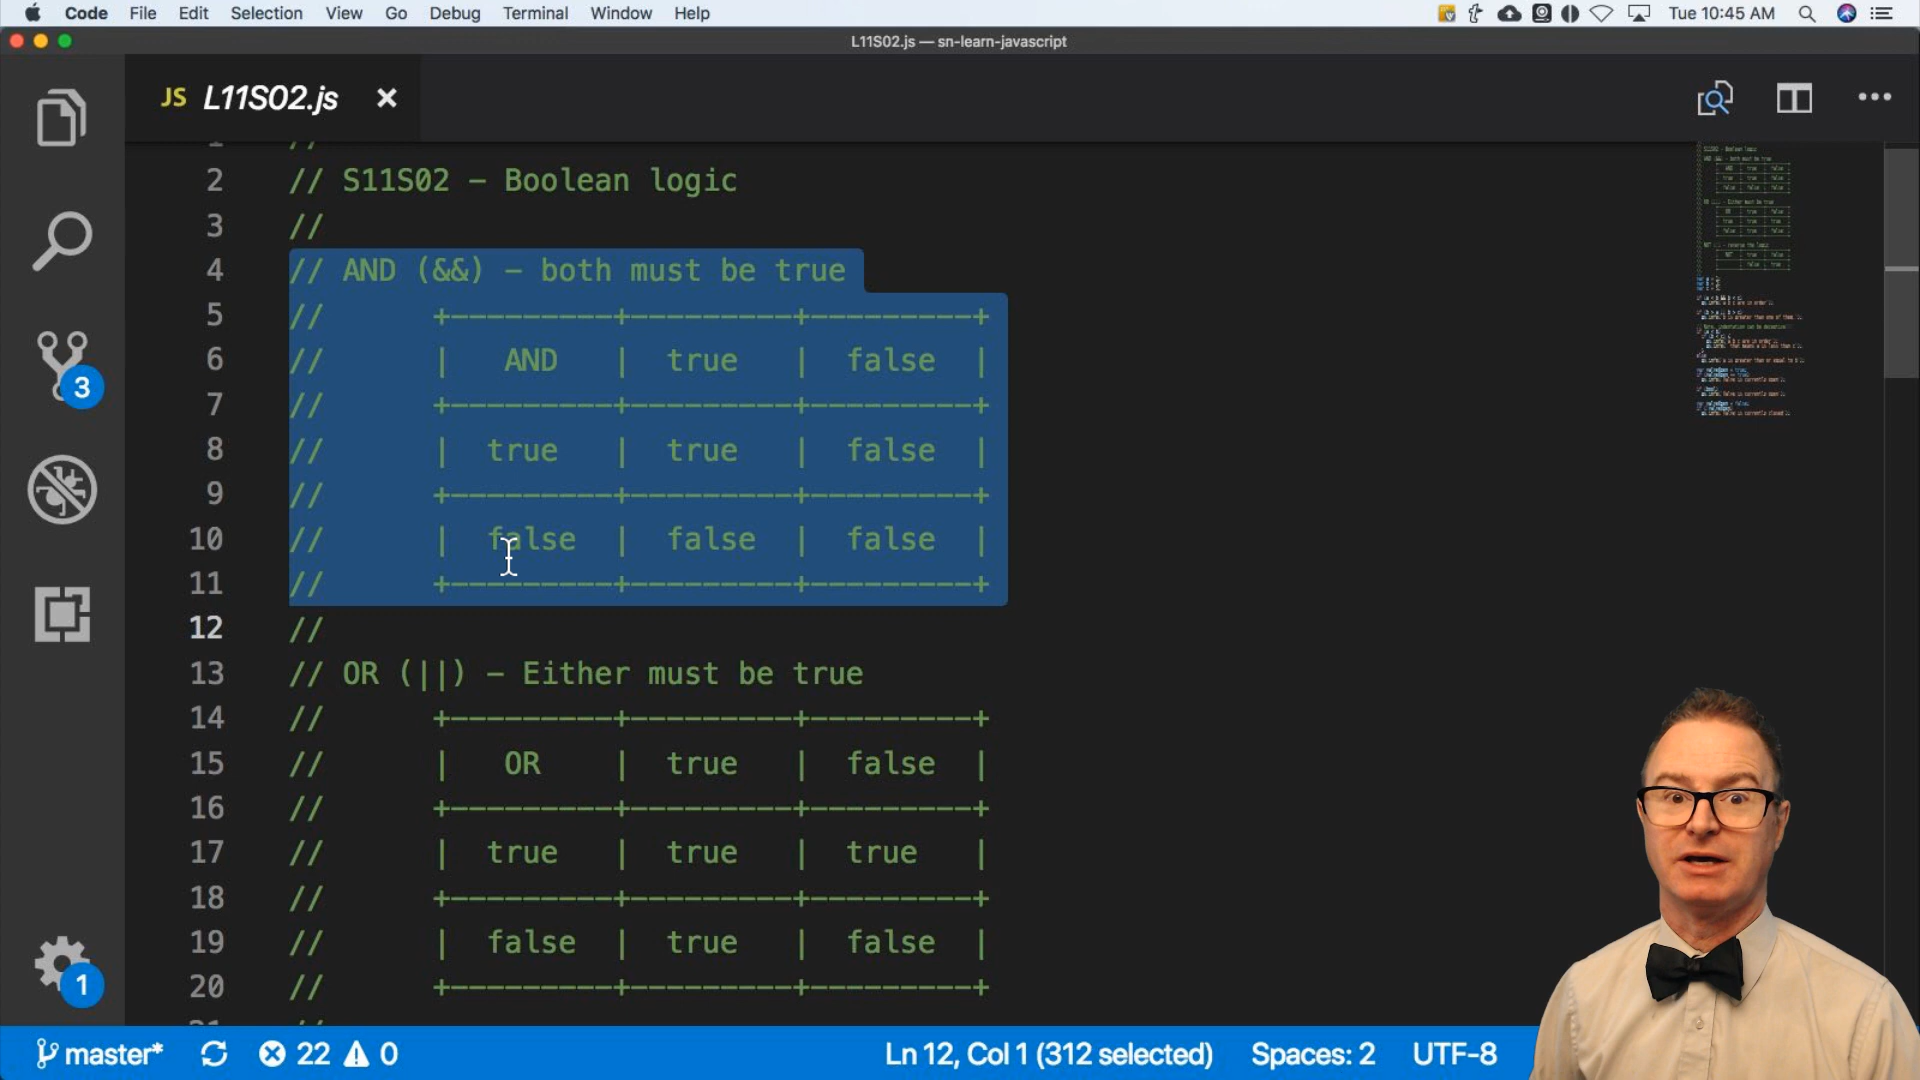 Code File Edit Selection View Go Debug Terminal Window Help Tue 10:45 AM
L11S02.js — sn-learn-javascript
JS L11S02.js
2 // S11S02 – Boolean logic
3 //
4 // AND (&&) – both must be true
5 // +---------+---------+---------+
6 // | AND | true | false |
7 // +---------+---------+---------+
8 // | true | true | false |
9 // +---------+---------+---------+
10 // | false | false | false |
11 // +---------+---------+---------+
12 //
13 // OR (||) – Either must be true
14 // +---------+---------+---------+
15 // | OR | true | false |
16 // +---------+---------+---------+
17 // | true | true | true |
18 // +---------+---------+---------+
19 // | false | true | false |
20 // +---------+---------+---------+
3
1
master* 22 0 Ln 12, Col 1 (312 selected) Spaces: 2 UTF-8